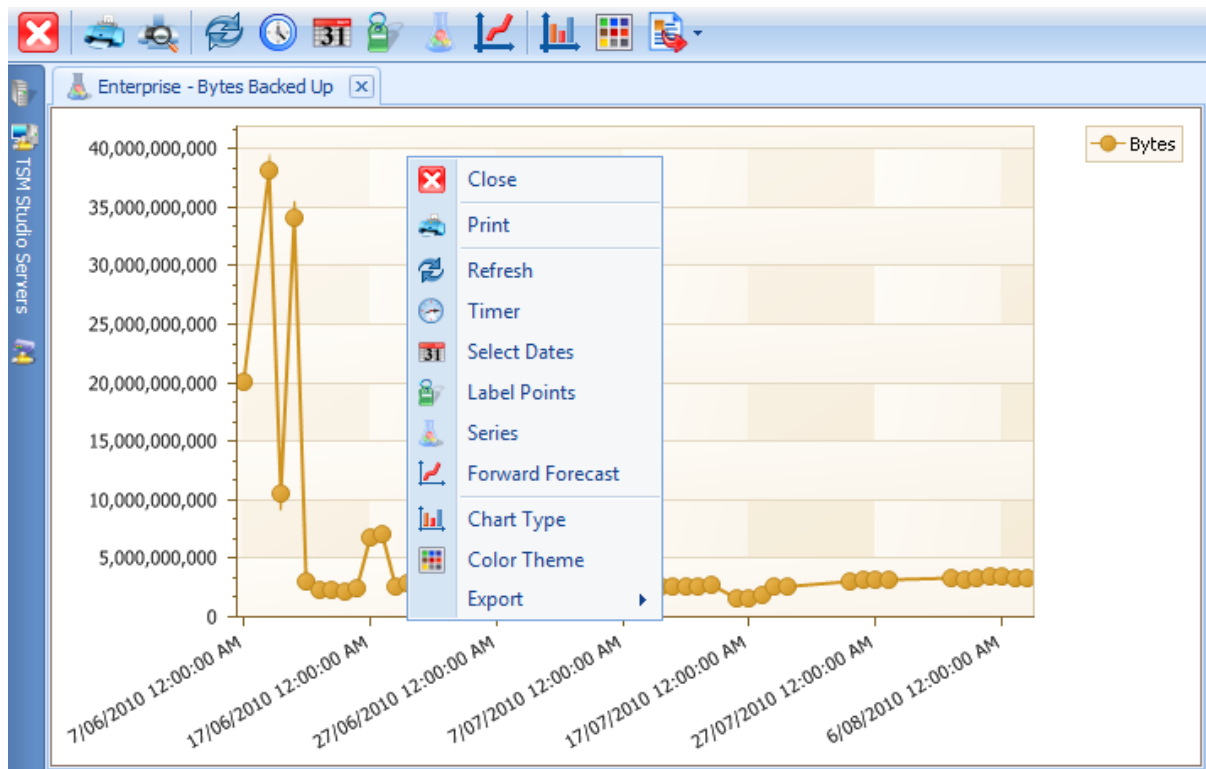 31
Enterprise - Bytes Backed Up
TSM Studio Servers
40,000,000,000
35,000,000,000
30,000,000,000
25,000,000,000
20,000,000,000
15,000,000,000
10,000,000,000
5,000,000,000
0
Bytes
Close
Print
Refresh
Timer
31 Select Dates
Label Points
Series
Forward Forecast
Chart Type
Color Theme
Export
7/06/2010 12:00:00 AM
17/06/2010 12:00:00 AM
27/06/2010 12:00:00 AM
7/07/2010 12:00:00 AM
17/07/2010 12:00:00 AM
27/07/2010 12:00:00 AM
6/08/2010 12:00:00 AM